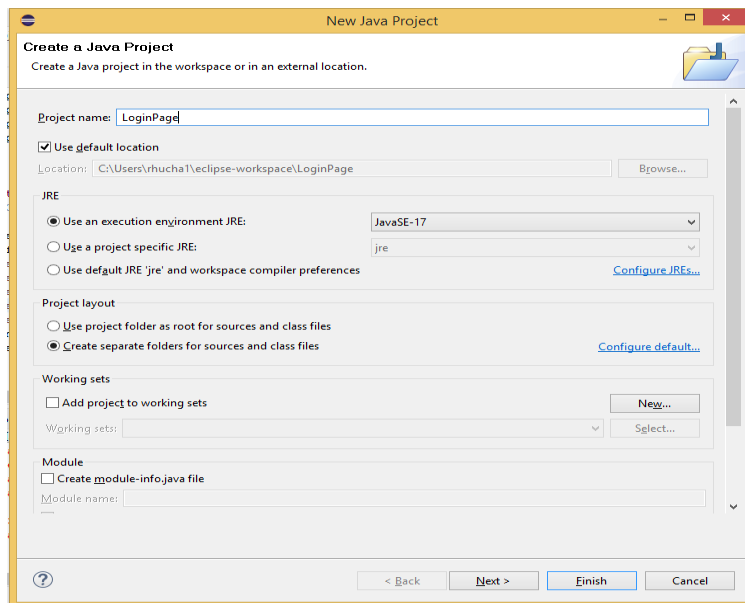 New Java Project
Create a Java Project
Create a Java project in the workspace or in an external location.
Project name: LoginPage
Use default location
Location: C:\Users\rhucha1\eclipse-workspace\LoginPage Browse...
JRE
Use an execution environment JRE: JavaSE-17
Use a project specific JRE: jre
Use default JRE 'jre' and workspace compiler preferences Configure JREs...
Project layout
Use project folder as root for sources and class files
Create separate folders for sources and class files Configure default...
Working sets
Add project to working sets New...
Working sets: Select...
Module
Create module-info.java file
Module name:
? < Back Next > Finish Cancel